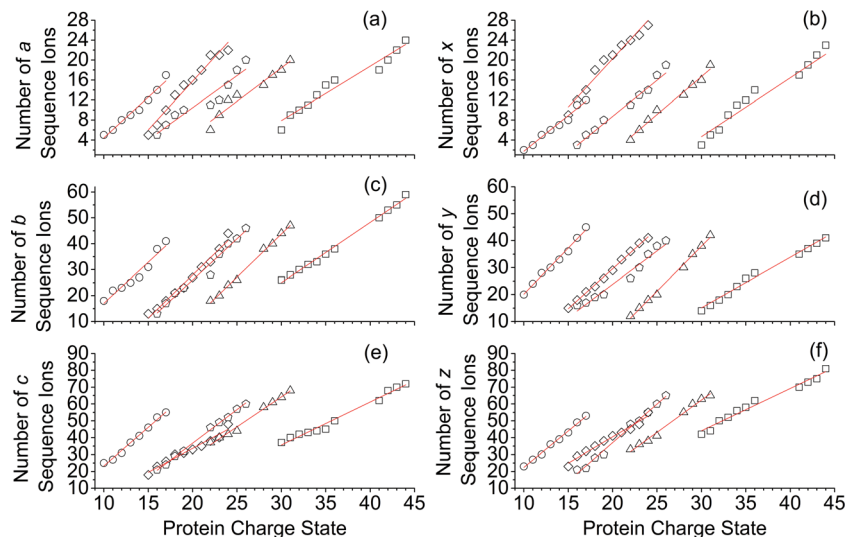 (a)
28
24
20
16
12
8
4
Number of a
Sequence Ions
(b)
28
24
20
16
12
8
4
Number of x
Sequence Ions
(c)
60
50
40
30
20
10
Number of b
Sequence Ions
(d)
60
50
40
30
20
10
Number of y
Sequence Ions
(e)
90
80
70
60
50
40
30
20
10
Number of c
Sequence Ions
10 15 20 25 30 35 40 45
Protein Charge State
(f)
90
80
70
60
50
40
30
20
10
Number of z
Sequence Ions
10 15 20 25 30 35 40 45
Protein Charge State